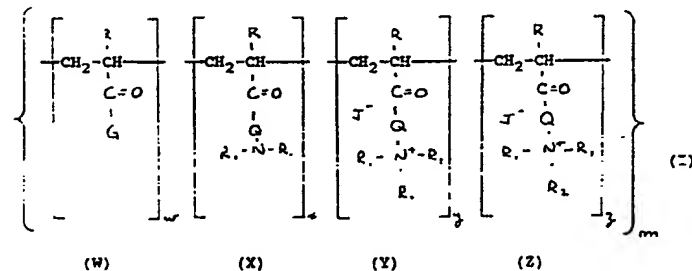 R R R R
CH₂-CH CH₂-CH CH₂-CH CH₂-CH
C=O C=O C=O C=O
G Q J⁻ Q J⁻ Q
R₁-N-R₁ R₁-N⁺-R₁ R₁-N⁺-R₁
R₁ R₂
w x y z m
(I)
(W) (X) (Y) (Z)